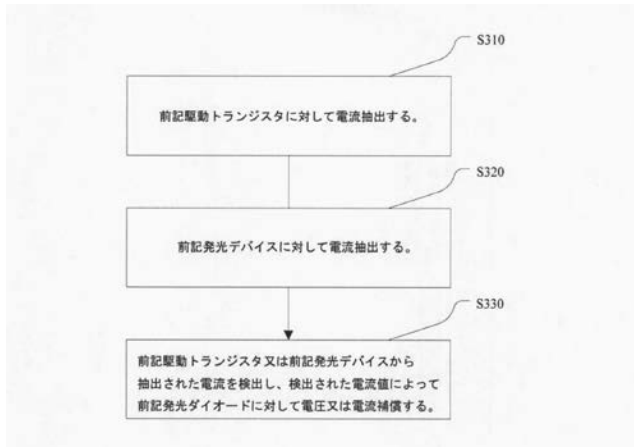 S310
前記駆動トランジスタに対して電流抽出する。
S320
前記発光デバイスに対して電流抽出する。
S330
前記駆動トランジスタ又は前記発光デバイスから
抽出された電流を検出し、検出された電流値によって
前記発光ダイオードに対して電圧又は電流補償する。